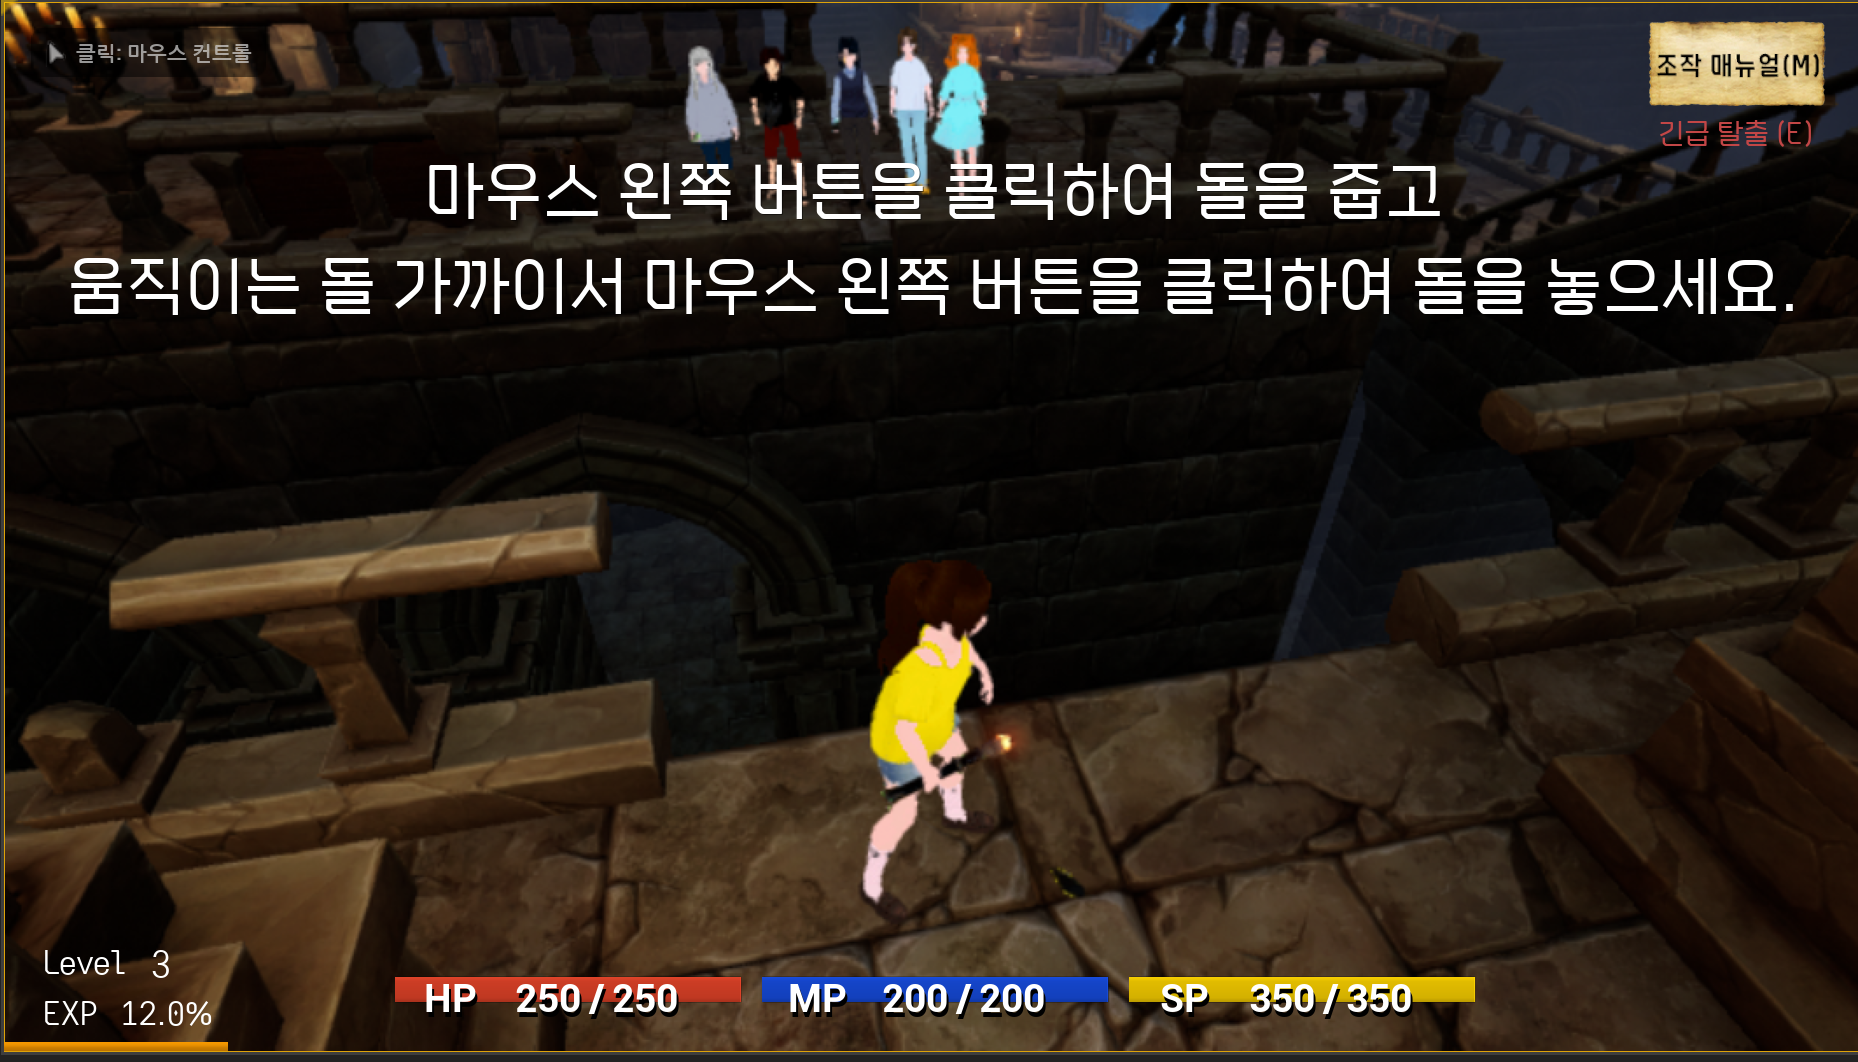 클릭: 마우스 컨트롤
조작 매뉴얼(M)
긴급 탈출 (E)
마우스 왼쪽 버튼을 클릭하여 돌을 줍고
움직이는 돌 가까이서 마우스 왼쪽 버튼을 클릭하여 돌을 놓으세요.
Level 3
EXP 12.0%
HP 250 / 250
MP 200 / 200
SP 350 / 350